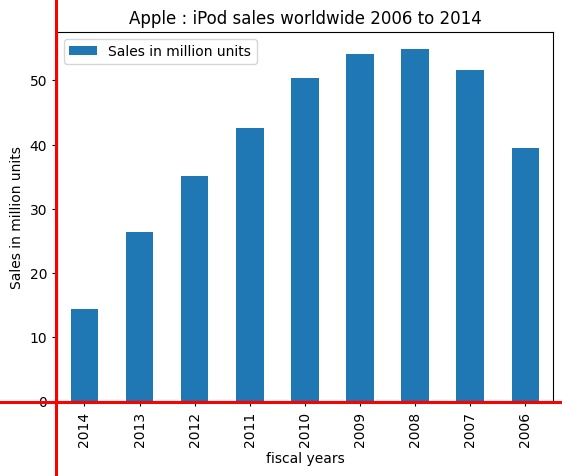 Apple : iPod sales worldwide 2006 to 2014
Sales in million units
Sales in million units
50
40
30
20
10
0
2014 2013 2012 2011 2010 2009 2008 2007 2006
fiscal years